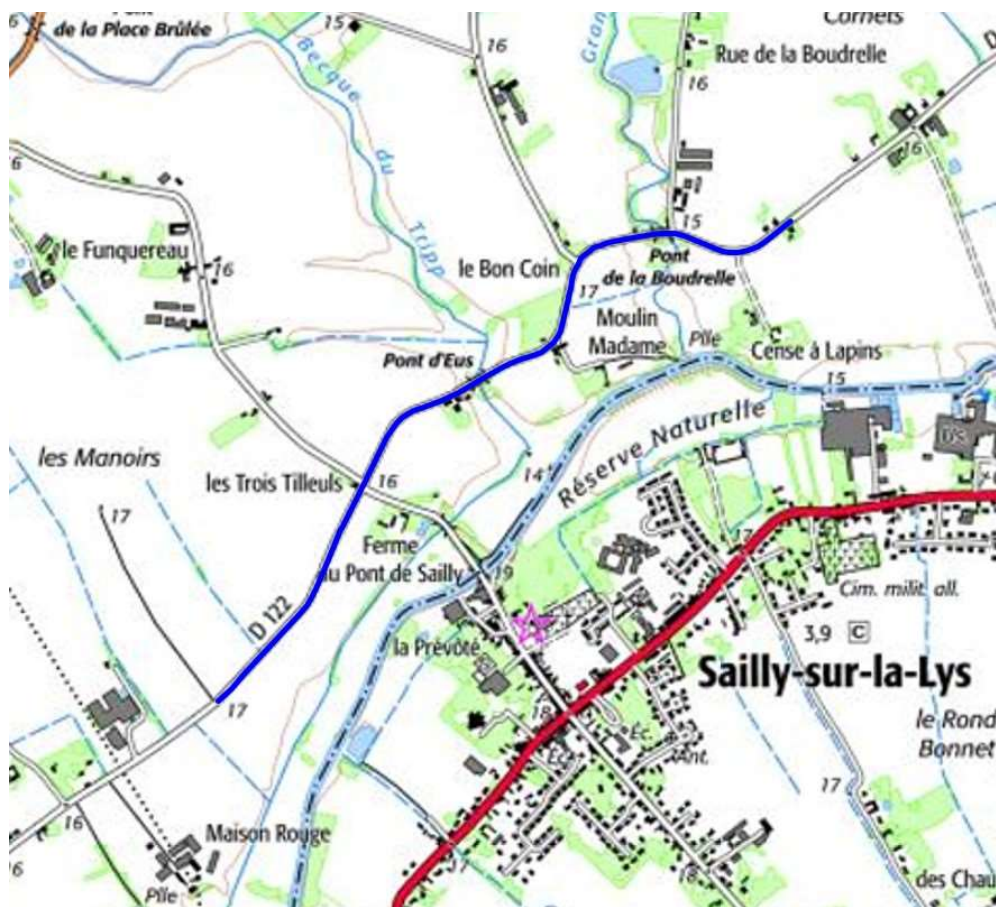 de la Place Brûlée
15
16
Cornets
Rue de la Boudrelle
16
D
16
Becque
du
Tripp
Gran
le Funquereau
16
le Bon Coin
17
15
Pont
de la Boudrelle
Moulin
Madame
Plle
Cense à Lapins
15
Pont d'Eus
les Manoirs
les Trois Tilleuls
16
14
Réserve Naturelle
17
Ferme
du Pont de Sailly
19
17
Cim. milit. all.
3,9 C
D 122
la Prévôté
Sailly-sur-la-Lys
17
18
Éc.
Éc.
Ant.
le Rond
Bonnet
17
16
Maison Rouge
17
18
16
Plle
des Chau